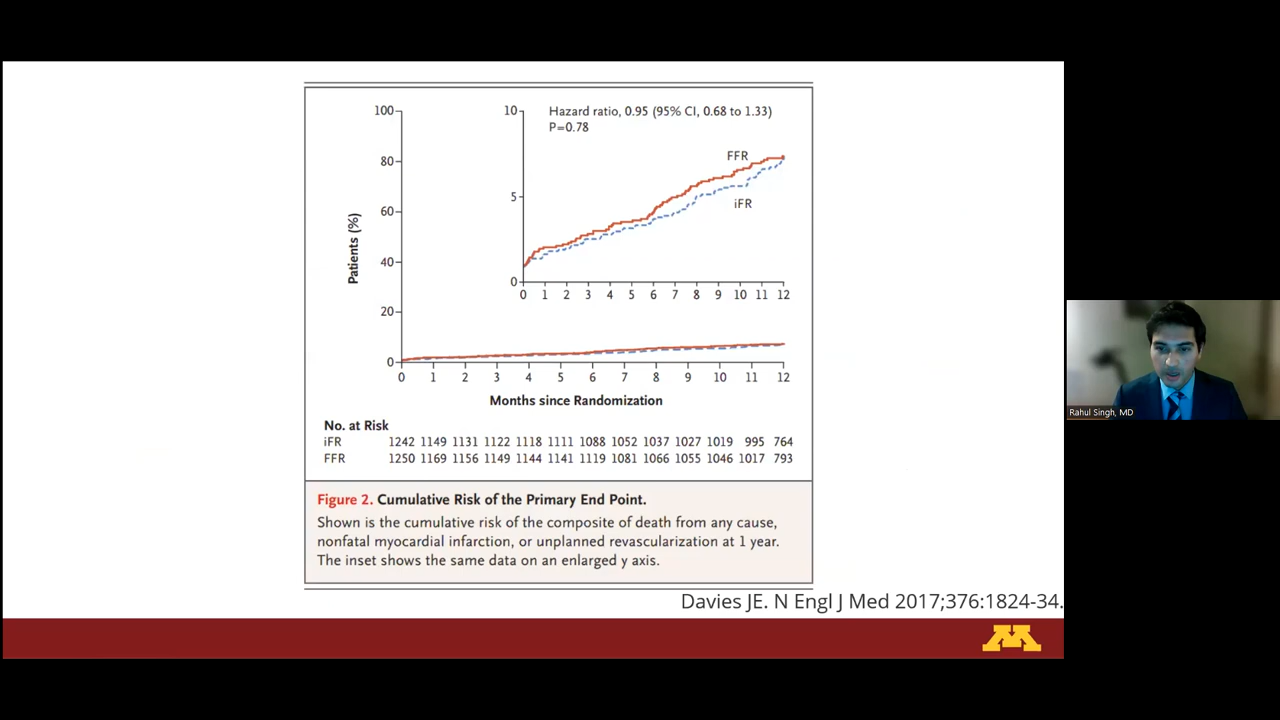 100
80
60
40
20
0
Patients (%)
10
5
0
Hazard ratio, 0.95 (95% CI, 0.68 to 1.33)
P=0.78
FFR
iFR
0 1 2 3 4 5 6 7 8 9 10 11 12
0 1 2 3 4 5 6 7 8 9 10 11 12
Months since Randomization
No. at Risk
iFR 1242 1149 1131 1122 1118 1111 1088 1052 1037 1027 1019 995 764
FFR 1250 1169 1156 1149 1144 1141 1119 1081 1066 1055 1046 1017 793
Figure 2. Cumulative Risk of the Primary End Point.
Shown is the cumulative risk of the composite of death from any cause,
nonfatal myocardial infarction, or unplanned revascularization at 1 year.
The inset shows the same data on an enlarged y axis.
Davies JE. N Engl J Med 2017;376:1824-34.
M
Rahul Singh, MD